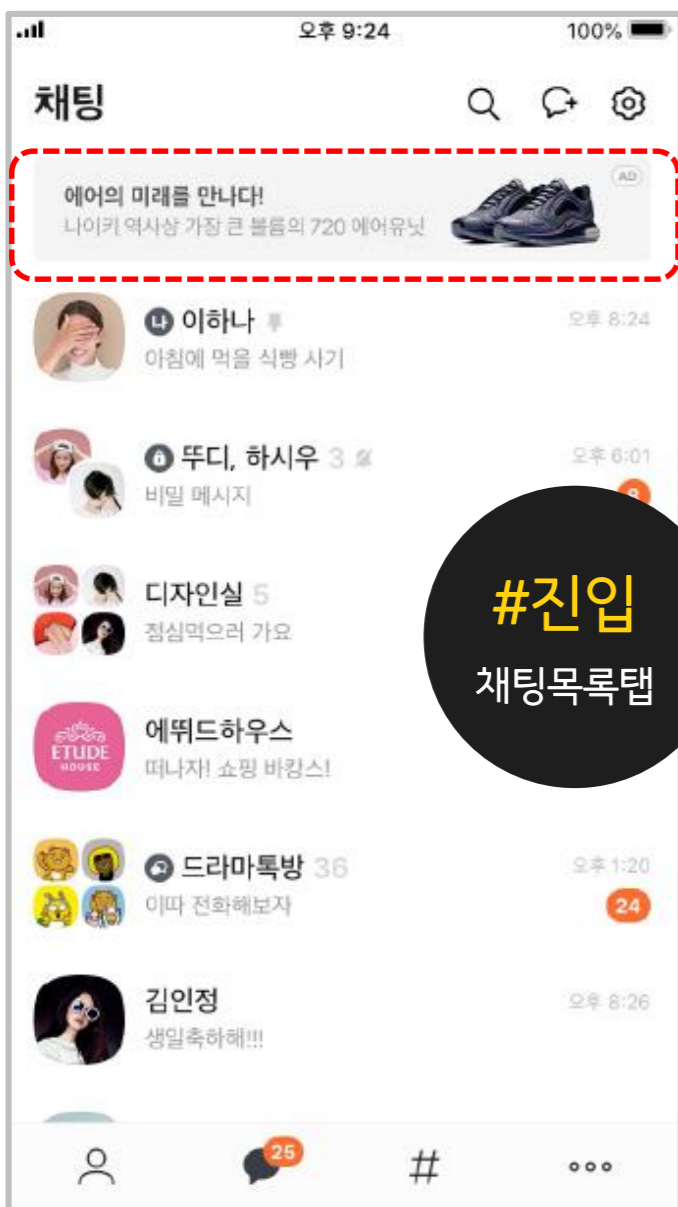 오후 9:24
100%
채팅
에어의 미래를 만나다!
AD
나이키 역사상 가장 큰 볼륨의 720 에어유닛
나 이하나
오후 8:24
아침에 먹을 식빵 사기
뚜디, 하시우 3
오후 6:01
비밀 메시지
#진입
채팅목록탭
디자인실 5
점심먹으러 가요
에뛰드하우스
ETUDE
HOUSE
떠나자! 쇼핑 바캉스!
드라마톡방 36
오후 1:20
이따 전화해보자
24
김인정
오후 8:26
생일축하해!!!
25
#